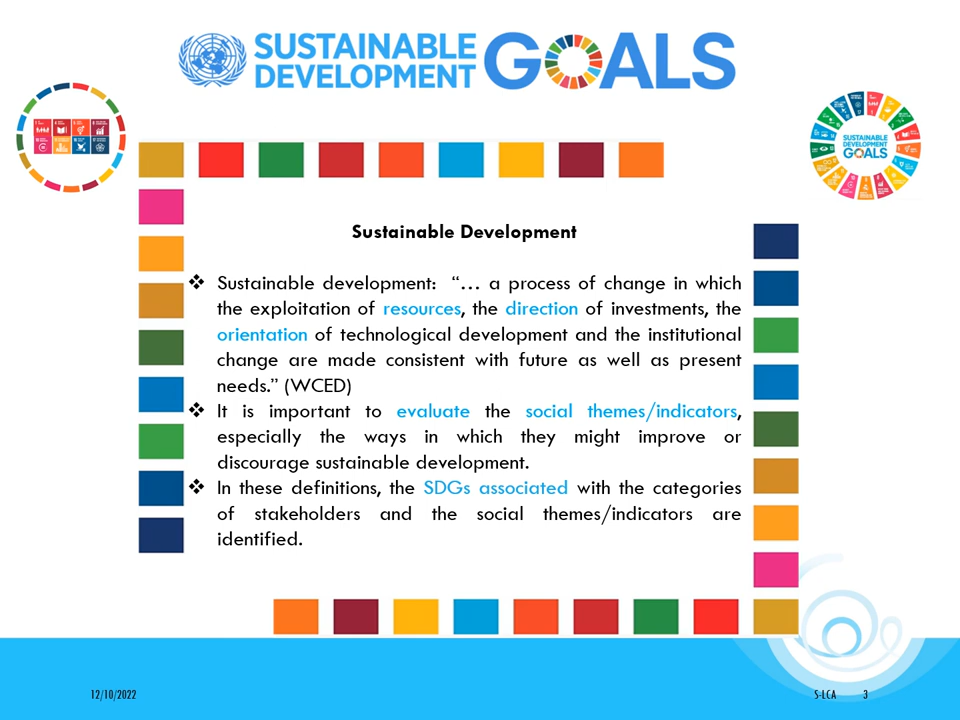 SUSTAINABLE
DEVELOPMENT
GOALS
SUSTAINABLE
DEVELOPMENT
GOALS
Sustainable Development
❖ Sustainable development: “… a process of change in which
the exploitation of resources, the direction of investments, the
orientation of technological development and the institutional
change are made consistent with future as well as present
needs.” (WCED)
❖ It is important to evaluate the social themes/indicators,
especially the ways in which they might improve or
discourage sustainable development.
❖ In these definitions, the SDGs associated with the categories
of stakeholders and the social themes/indicators are
identified.
12/10/2022
S-LCA 3